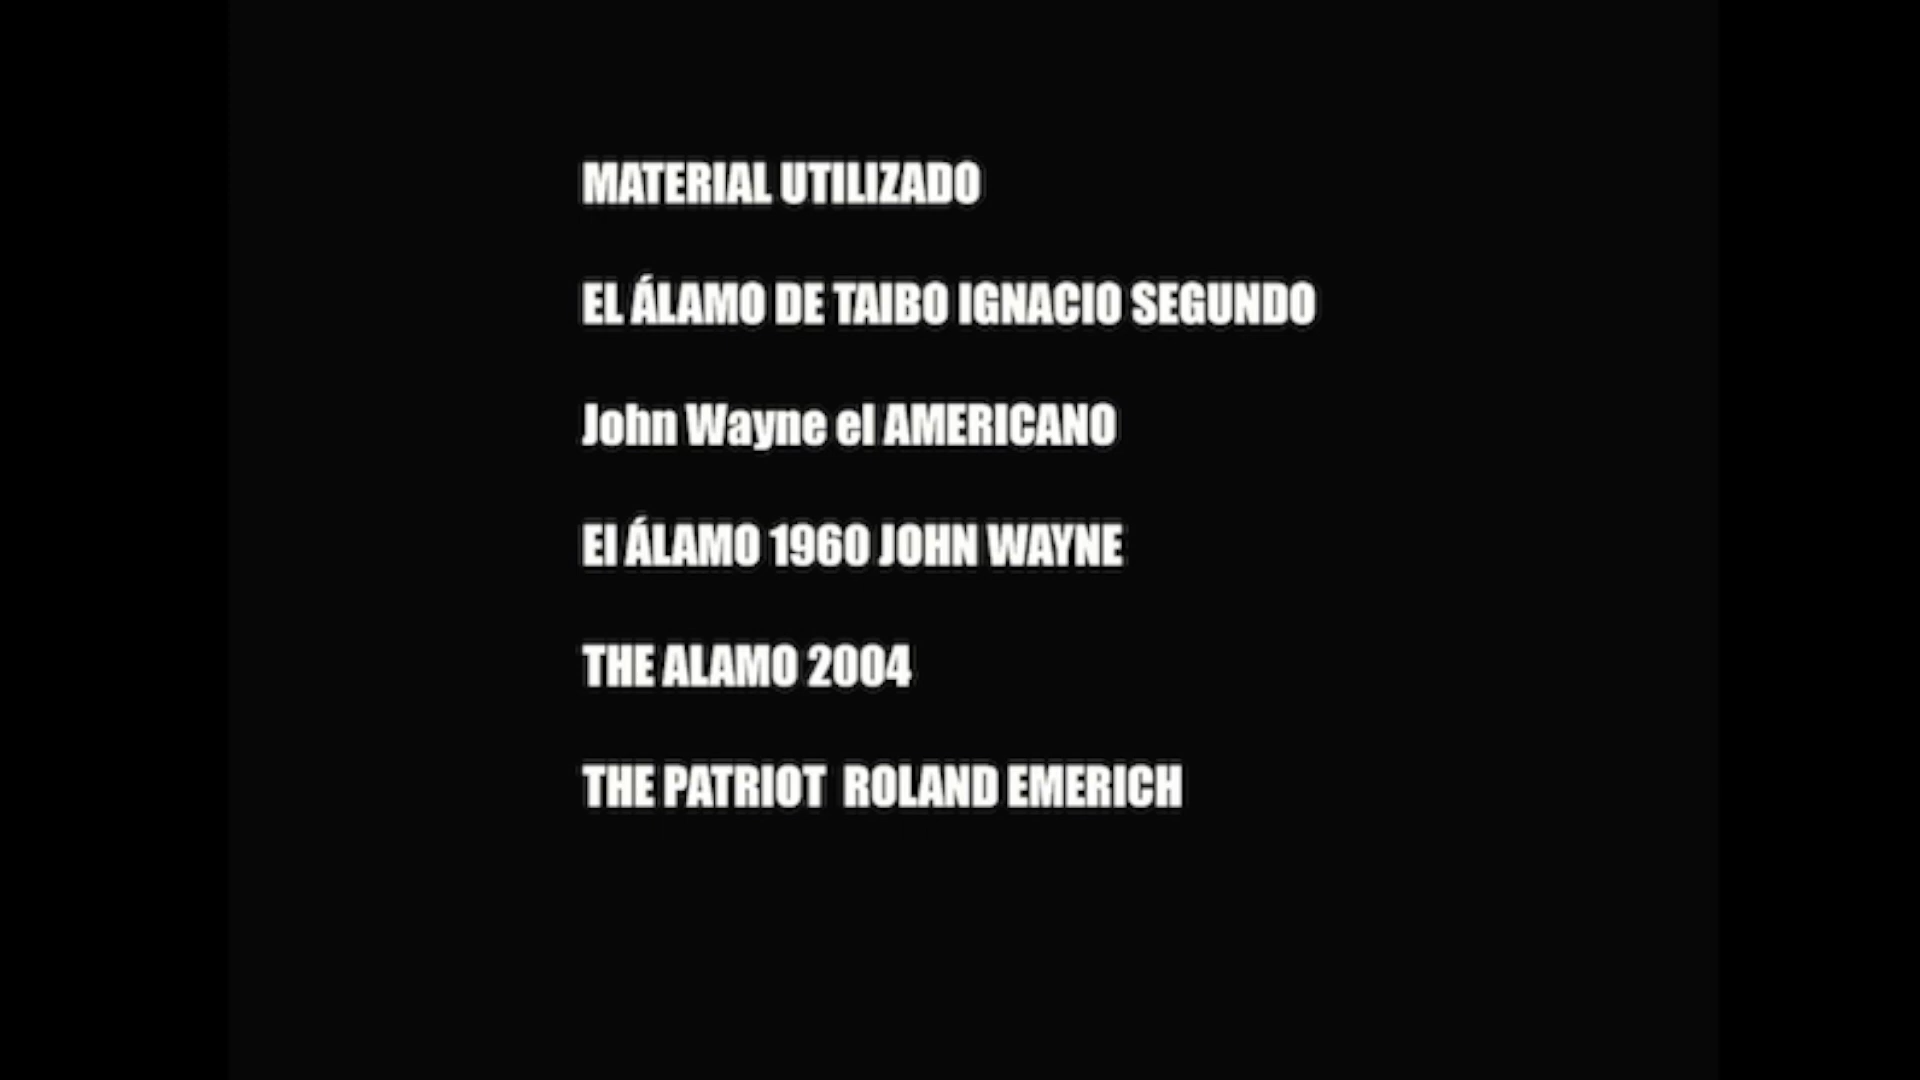 MATERIAL UTILIZADO
EL ÁLAMO DE TAIBO IGNACIO SEGUNDO
John Wayne el AMERICANO
El ÁLAMO 1960 JOHN WAYNE
THE ALAMO 2004
THE PATRIOT  ROLAND EMERICH